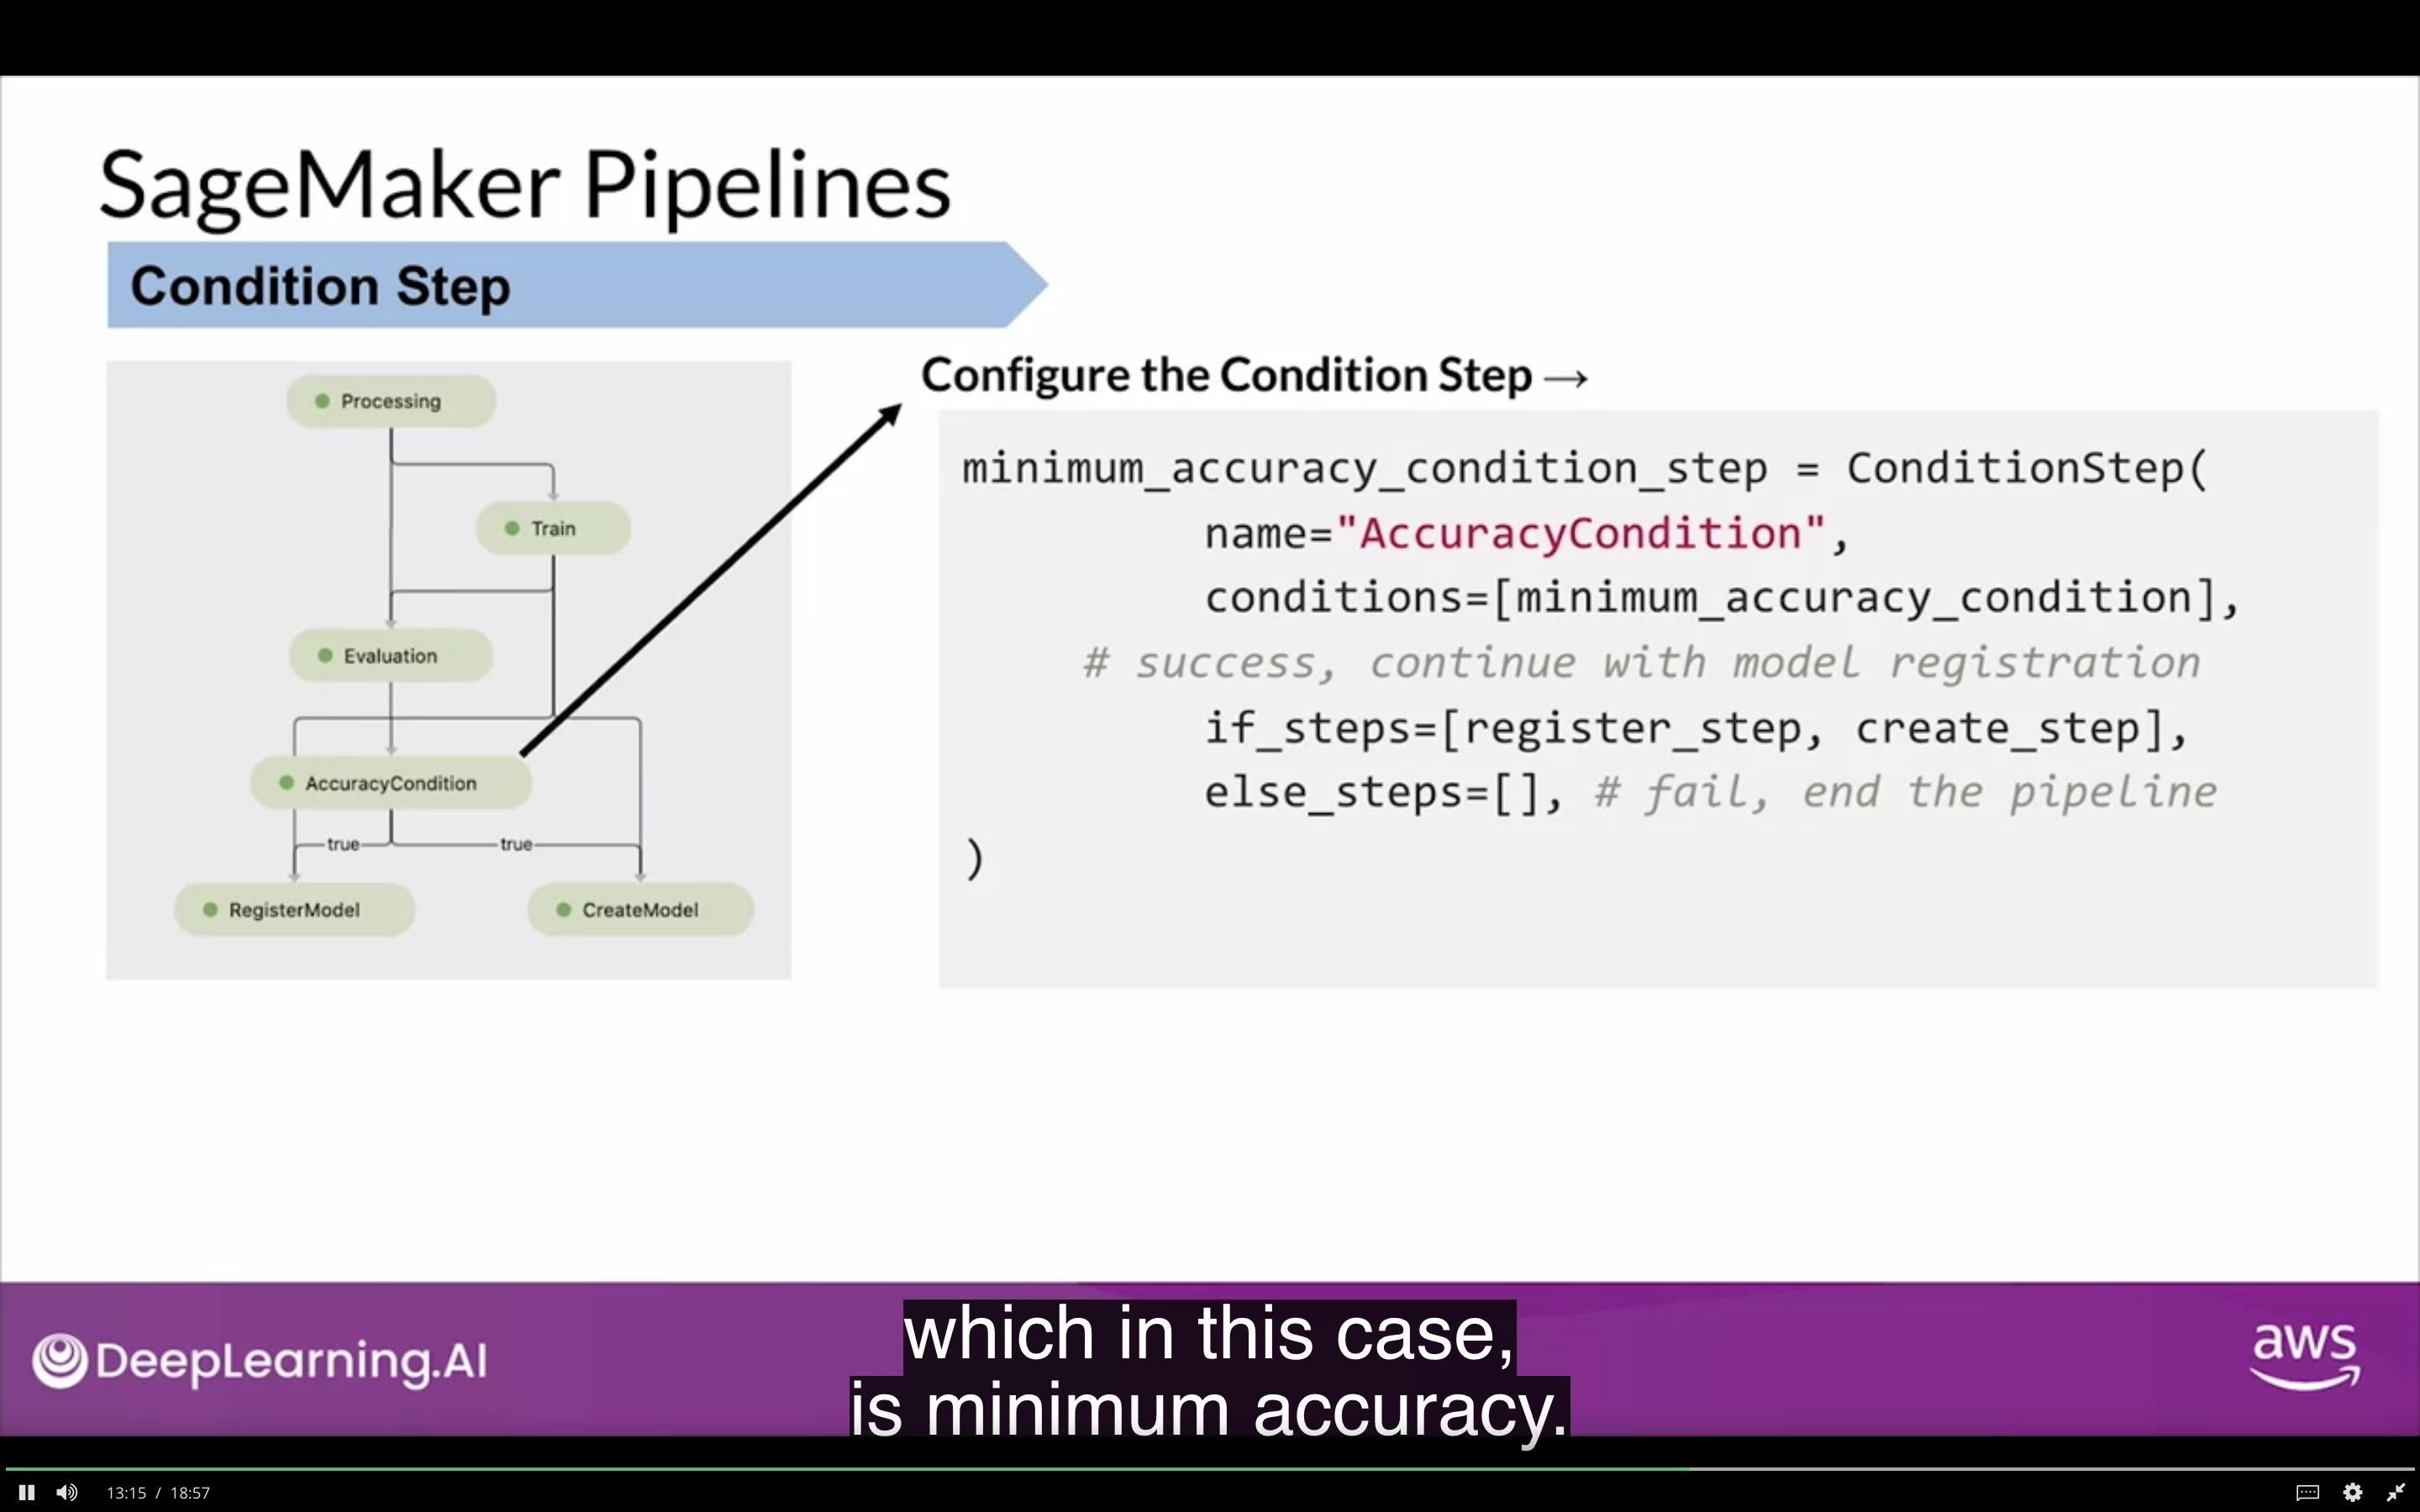 SageMaker Pipelines
Condition Step
Processing
Train
Evaluation
AccuracyCondition
true
true
RegisterModel
CreateModel
Configure the Condition Step →
minimum_accuracy_condition_step = ConditionStep(
name="AccuracyCondition",
conditions=[minimum_accuracy_condition],
# success, continue with model registration
if_steps=[register_step, create_step],
else_steps=[], # fail, end the pipeline
)
DeepLearning.AI
which in this case,
is minimum accuracy.
aws
13:15 / 18:57